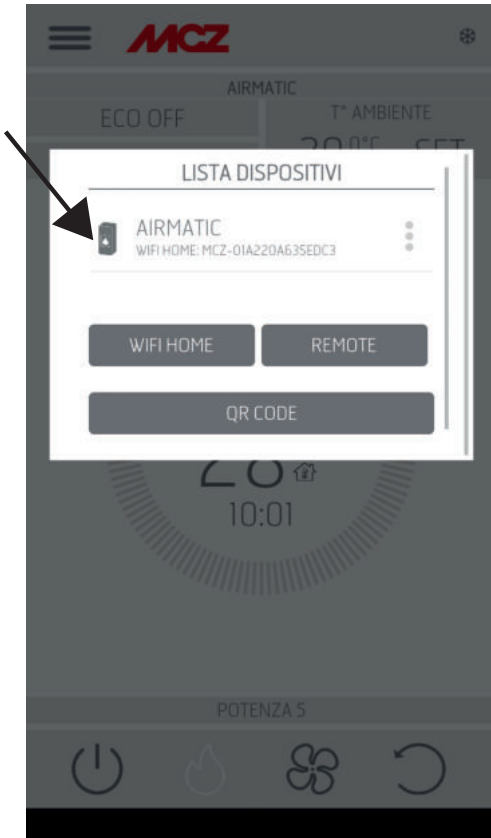 MCZ
AIRMATIC
ECO OFF
T° AMBIENTE
SET
LISTA DISPOSITIVI
AIRMATIC
WIFI HOME: MCZ-01A220A635EDC3
WIFI HOME
REMOTE
QR CODE
10:01
POTENZA 5